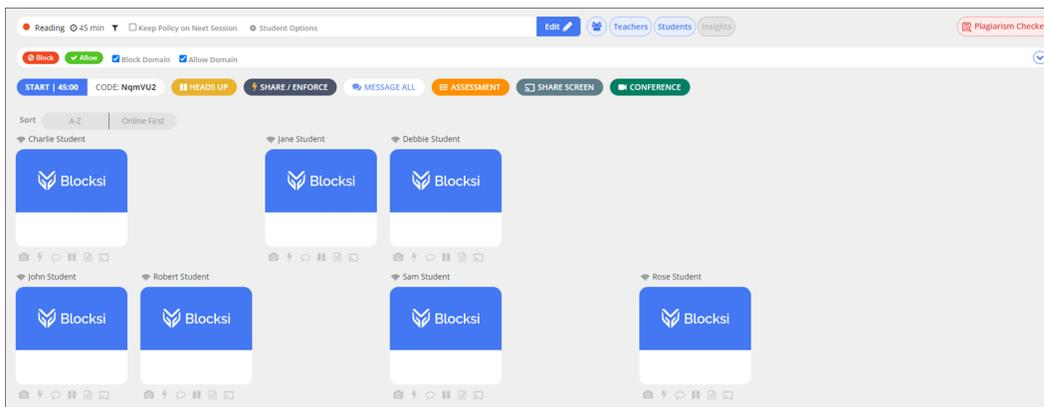 Reading 45 min Keep Policy on Next Session Student Options Edit Teachers Students Insights Plagiarism Checke
Block Allow Block Domain Allow Domain
START | 45:00 CODE: NqmVU2 HEADS UP SHARE / ENFORCE MESSAGE ALL ASSESSMENT SHARE SCREEN CONFERENCE
Sort A-Z Online First
Charlie Student Jane Student Debbie Student
Blocksi Blocksi Blocksi
John Student Robert Student Sam Student Rose Student
Blocksi Blocksi Blocksi Blocksi